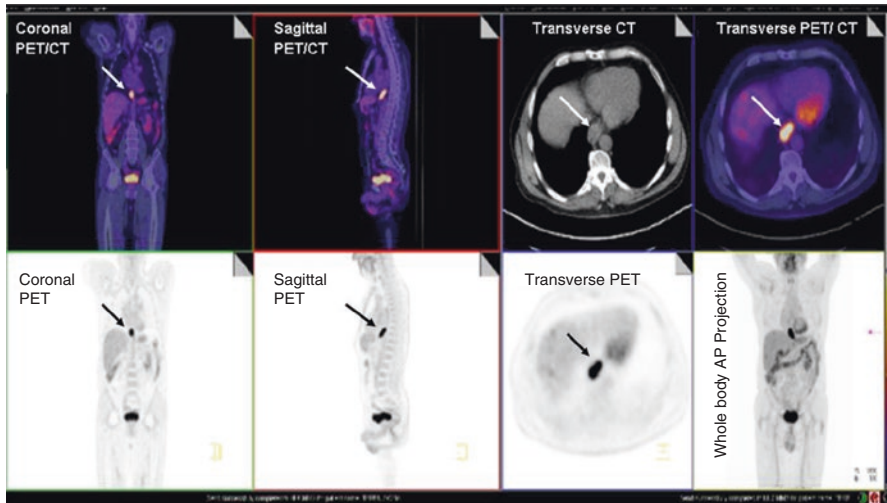 Coronal
PET/CT
Sagittal
PET/CT
Transverse CT
Transverse PET/ CT
Coronal
PET
Sagittal
PET
Transverse PET
Whole body AP Projection